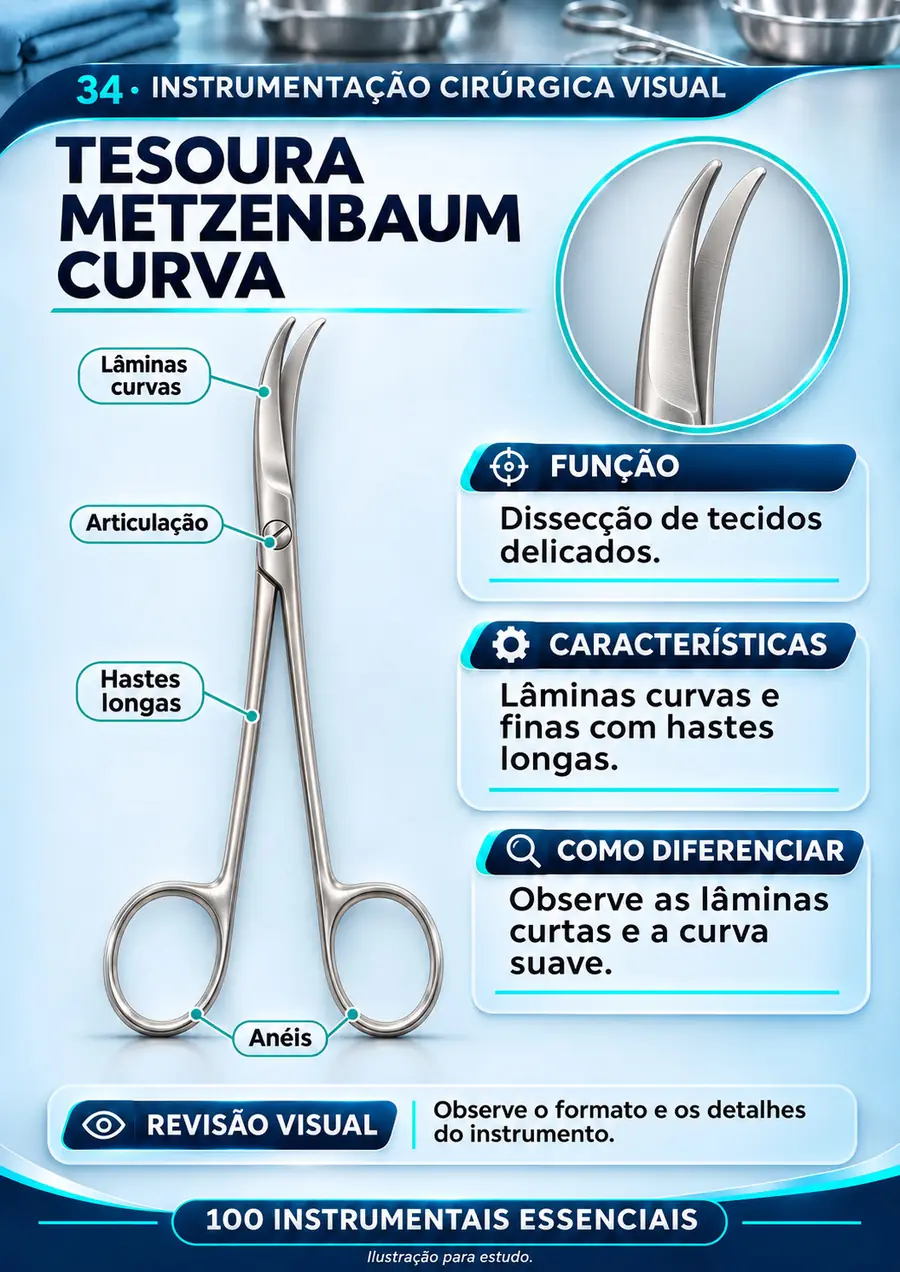 34 • INSTRUMENTAÇÃO CIRÚRGICA VISUAL
TESOURA
METZENBAUM
CURVA
Lâminas
curvas
Articulação
Hastes
longas
Anéis
FUNÇÃO
Dissecção de tecidos
delicados.
CARACTERÍSTICAS
Lâminas curvas e
finas com hastes
longas.
COMO DIFERENCIAR
Observe as lâminas
curtas e a curva
suave.
REVISÃO VISUAL
Observe o formato e os detalhes
do instrumento.
100 INSTRUMENTAIS ESSENCIAIS
Ilustração para estudo.